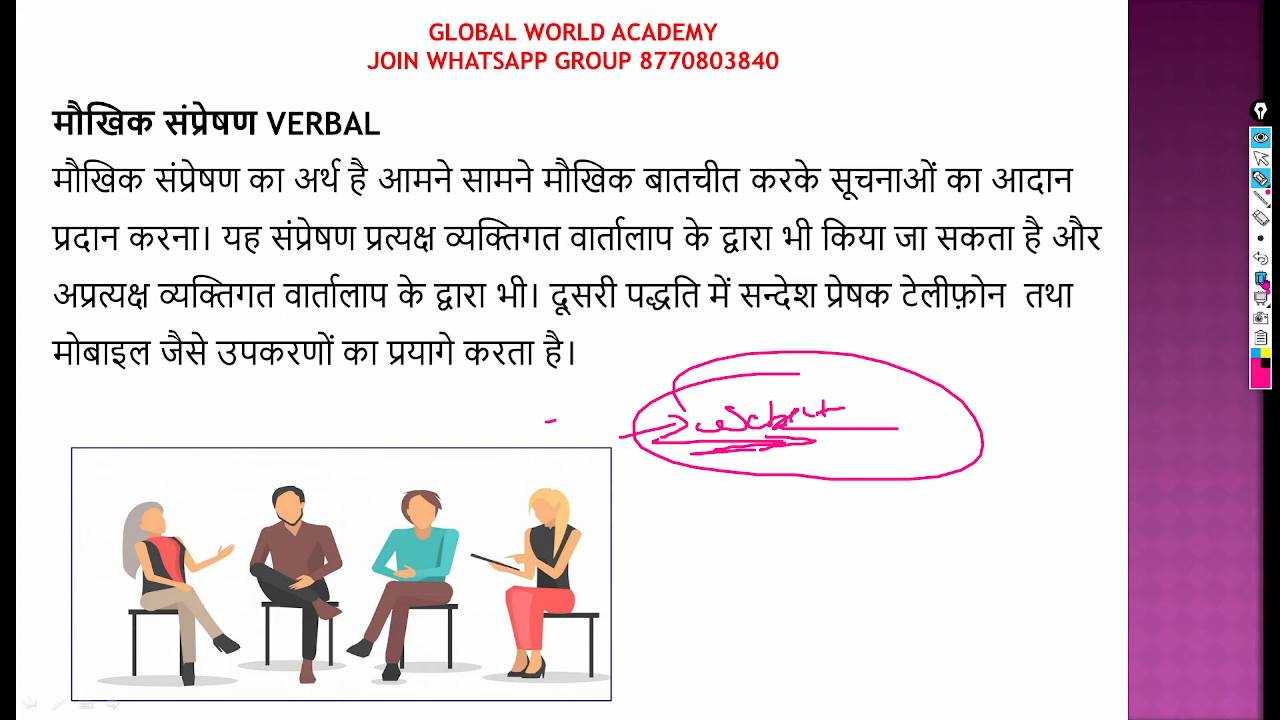 GLOBAL WORLD ACADEMY
JOIN WHATSAPP GROUP 8770803840
मौखिक संप्रेषण VERBAL
मौखिक संप्रेषण का अर्थ है आमने सामने मौखिक बातचीत करके सूचनाओं का आदान
प्रदान करना। यह संप्रेषण प्रत्यक्ष व्यक्तिगत वार्तालाप के द्वारा भी किया जा सकता है और
अप्रत्यक्ष व्यक्तिगत वार्तालाप के द्वारा भी। दूसरी पद्धति में सन्देश प्रेषक टेलीफ़ोन तथा
मोबाइल जैसे उपकरणों का प्रयागे करता है।